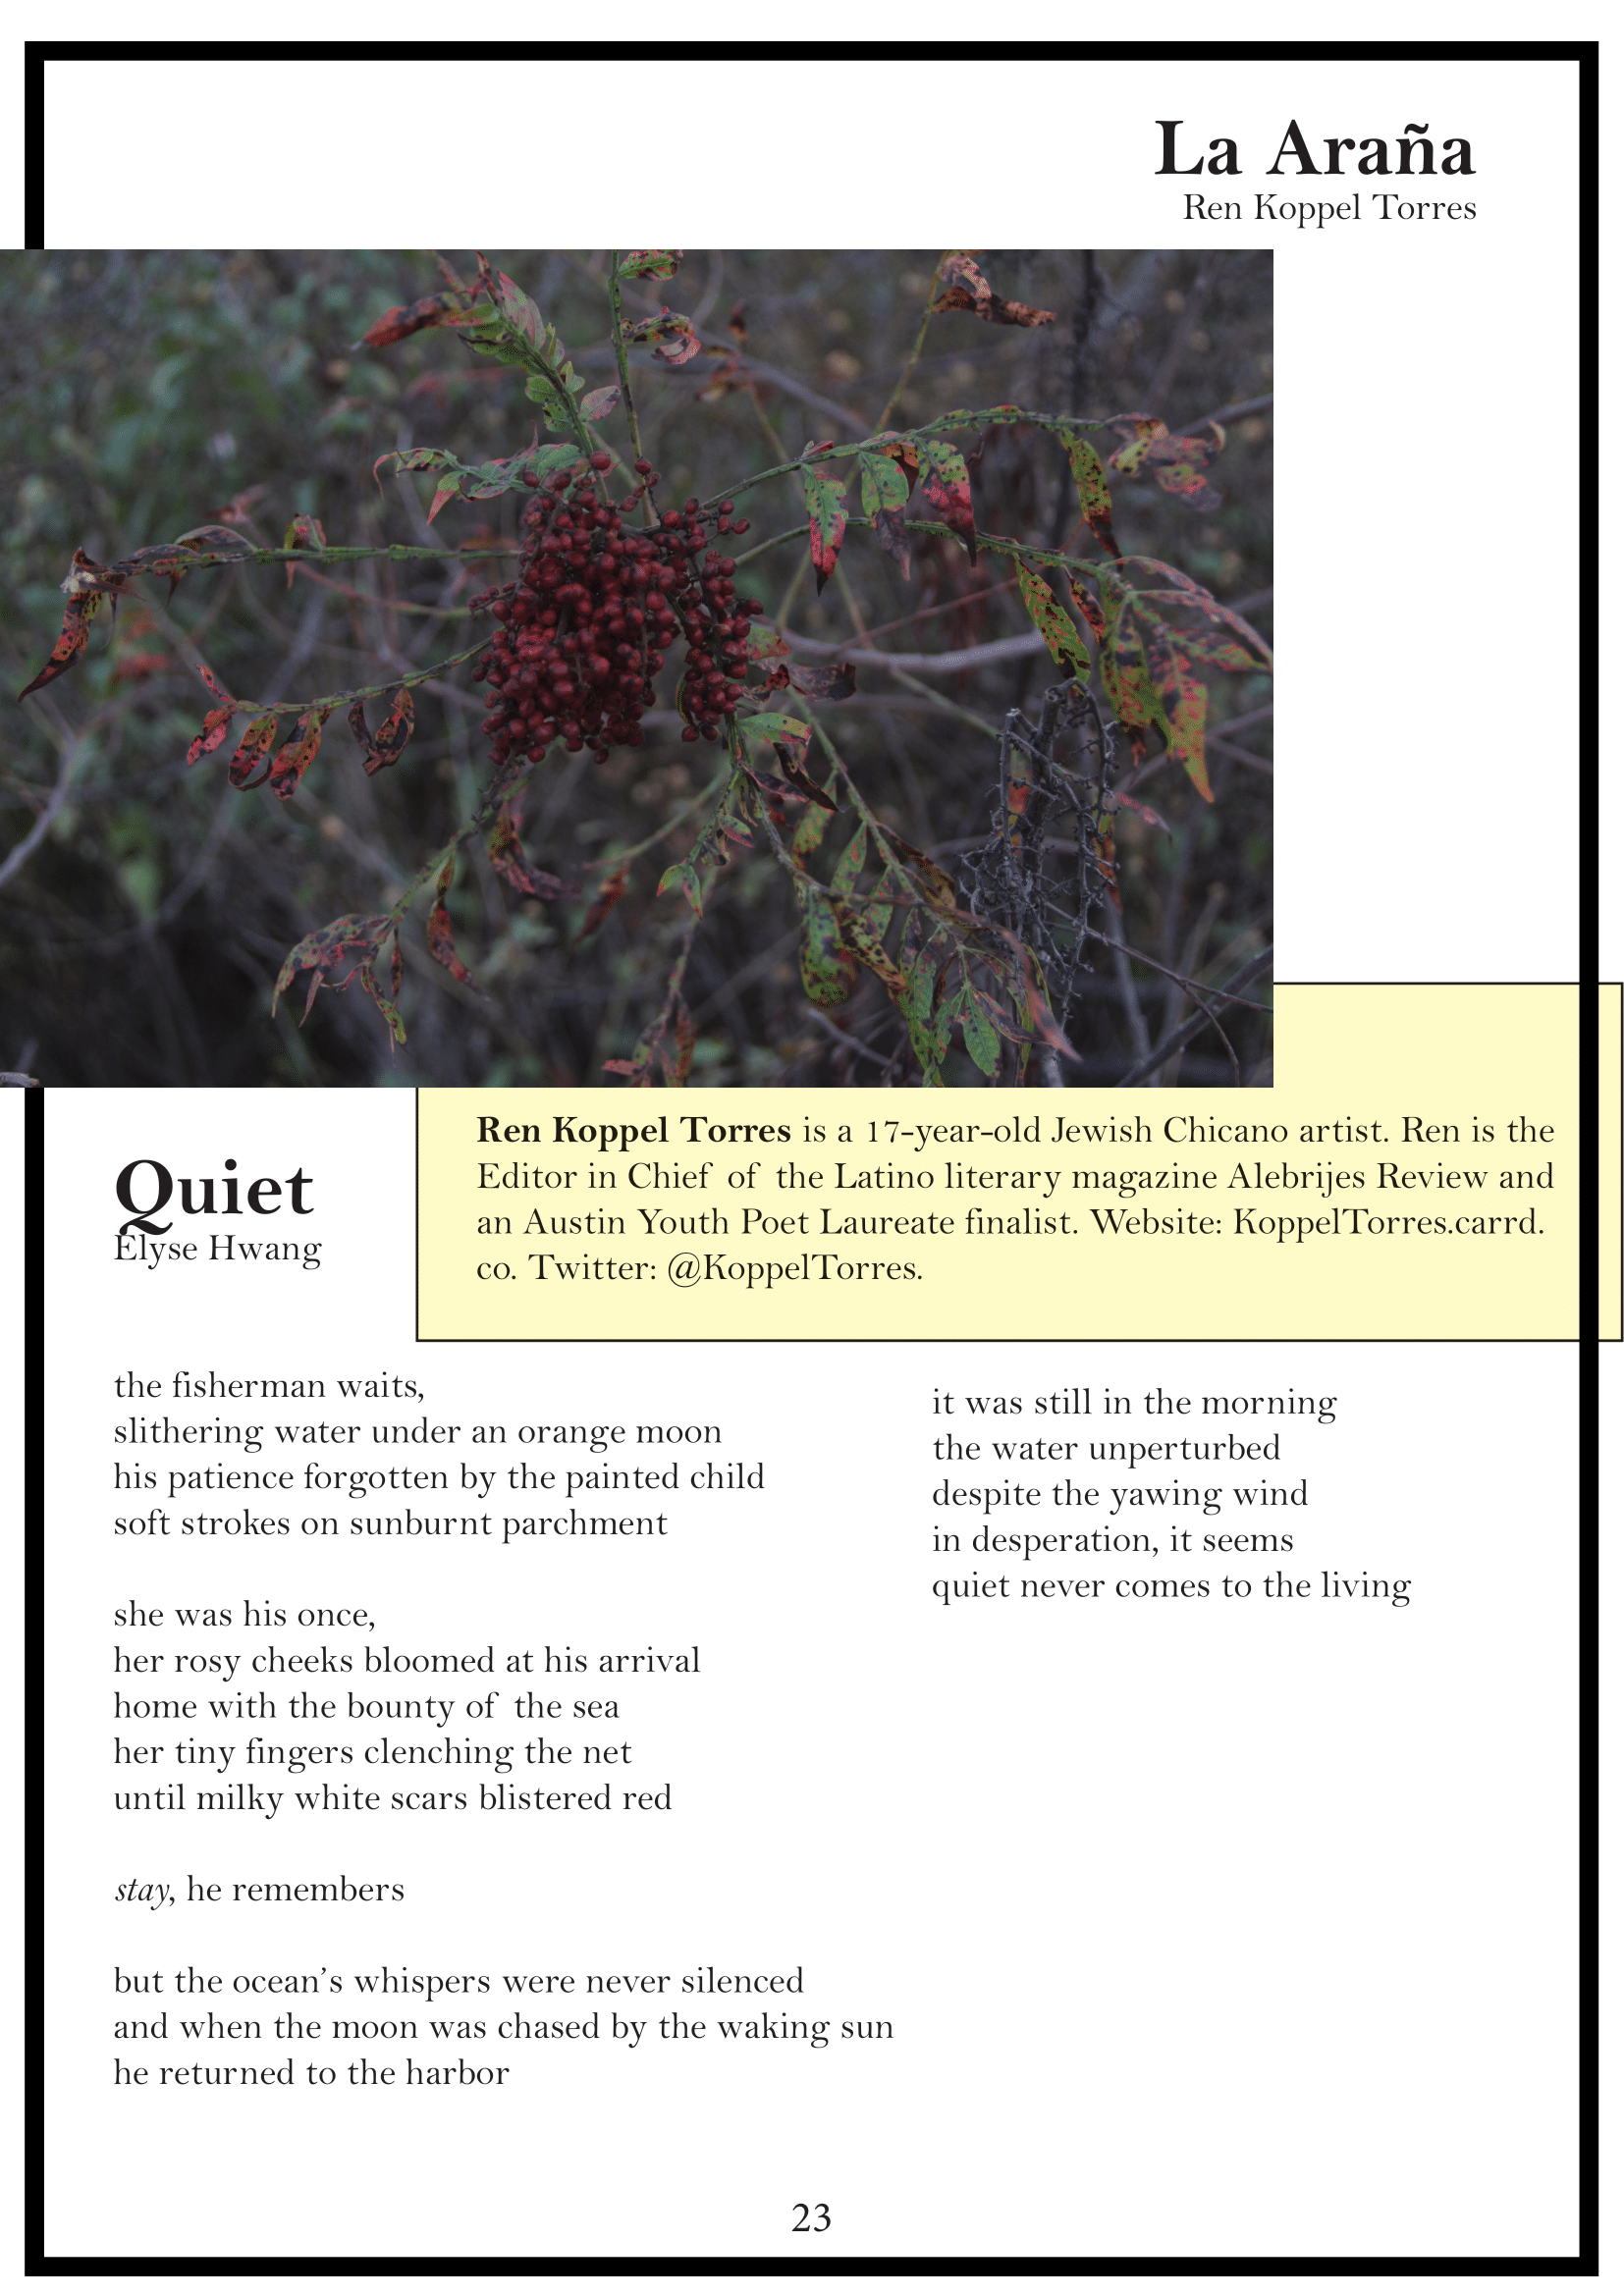 La Araña
Ren Koppel Torres
Ren Koppel Torres is a 17-year-old Jewish Chicano artist. Ren is the
Editor in Chief of the Latino literary magazine Alebrijes Review and
an Austin Youth Poet Laureate finalist. Website: KoppelTorres.carrd.
co. Twitter: @KoppelTorres.
Quiet
Elyse Hwang
the fisherman waits,
slithering water under an orange moon
his patience forgotten by the painted child
soft strokes on sunburnt parchment
she was his once,
her rosy cheeks bloomed at his arrival
home with the bounty of the sea
her tiny fingers clenching the net
until milky white scars blistered red
stay, he remembers
but the ocean’s whispers were never silenced
and when the moon was chased by the waking sun
he returned to the harbor
it was still in the morning
the water unperturbed
despite the yawing wind
in desperation, it seems
quiet never comes to the living
23